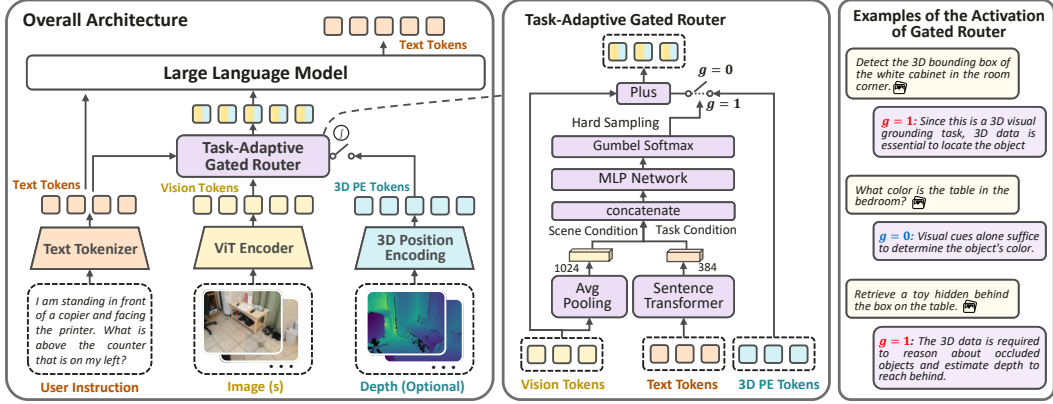 Overall Architecture
Text Tokens
Large Language Model
Task-Adaptive
Gated Router
Text Tokens
Vision Tokens
3D PE Tokens
Text Tokenizer
ViT Encoder
3D Position
Encoding
I am standing in front
of a copier and facing
the printer. What is
above the counter
that is on my left?
User Instruction
Image (s)
Depth (Optional)
Task-Adaptive Gated Router
g = 0
Plus
g = 1
Hard Sampling
Gumbel Softmax
MLP Network
concatenate
Scene Condition
Task Condition
1024
384
Avg
Pooling
Sentence
Transformer
Vision Tokens
Text Tokens
3D PE Tokens
Examples of the Activation
of Gated Router
Detect the 3D bounding box of
the white cabinet in the room
corner.
g = 1: Since this is a 3D visual
grounding task, 3D data is
essential to locate the object
What color is the table in the
bedroom?
g = 0: Visual cues alone suffice
to determine the object's color.
Retrieve a toy hidden behind
the box on the table.
g = 1: The 3D data is required
to reason about occluded
objects and estimate depth to
reach behind.